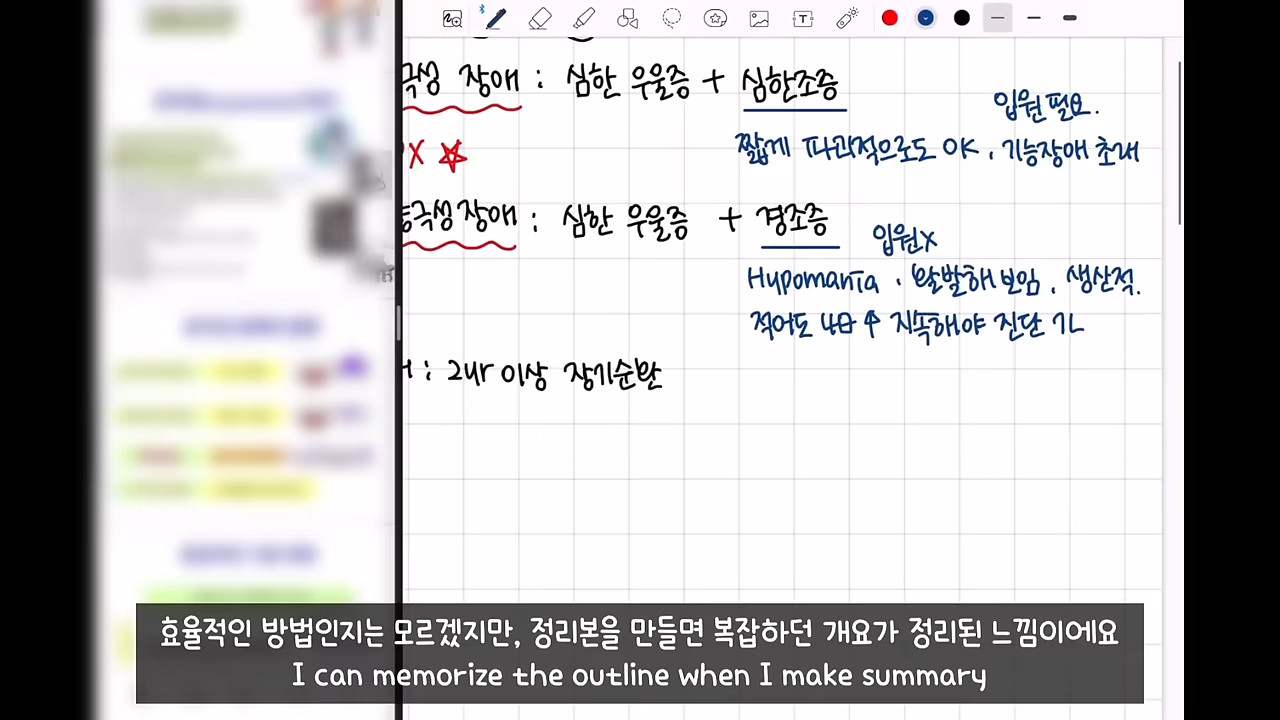 극성 장애 : 심한 우울증 + 심한조증
입원필요.
X ☆
짧게 파괴적으로도 OK. 기능장애 초래
극성장애 : 심한 우울증 + 경조증
입원X
Hypomania. 활발해보임. 생산적.
적어도 4日↑ 지속해야 진단
: 2yr 이상 장기순환
효율적인 방법인지는 모르겠지만, 정리본을 만들면 복잡하던 개요가 정리된 느낌이에요
I can memorize the outline when I make summary